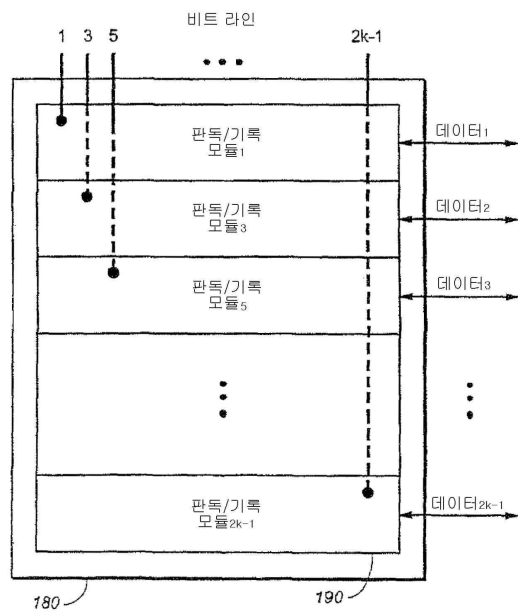 비트 라인
1 3 5 2k-1
판독/기록
모듈1
데이터1
판독/기록
모듈3
데이터2
판독/기록
모듈5
데이터3
판독/기록
모듈2k-1
데이터2k-1
180
190